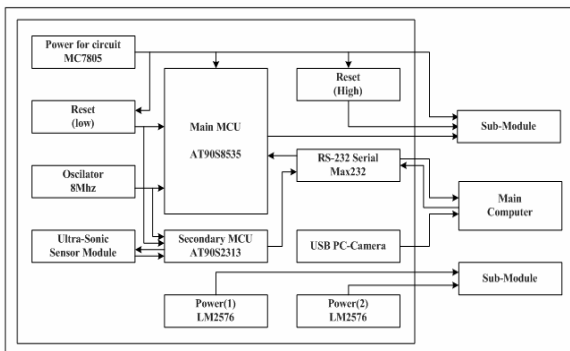 Power for circuit
MC7805
Reset
(low)
Main MCU
AT90S8535
Reset
(High)
Sub-Module
Oscilator
8Mhz
RS-232 Serial
Max232
Main
Computer
Ultra-Sonic
Sensor Module
Secondary MCU
AT90S2313
USB PC-Camera
Sub-Module
Power(1)
LM2576
Power(2)
LM2576